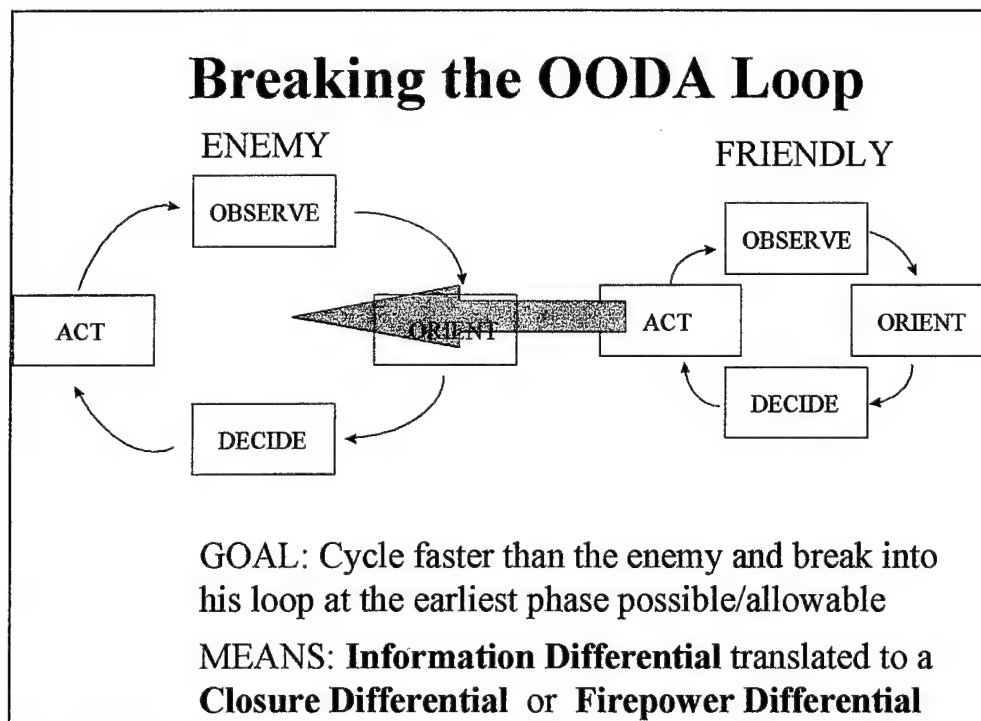 Breaking the OODA Loop
ENEMY
FRIENDLY
OBSERVE
ORIENT
DECIDE
ACT
OBSERVE
ORIENT
DECIDE
ACT
GOAL: Cycle faster than the enemy and break into
his loop at the earliest phase possible/allowable
MEANS: Information Differential translated to a
Closure Differential or Firepower Differential